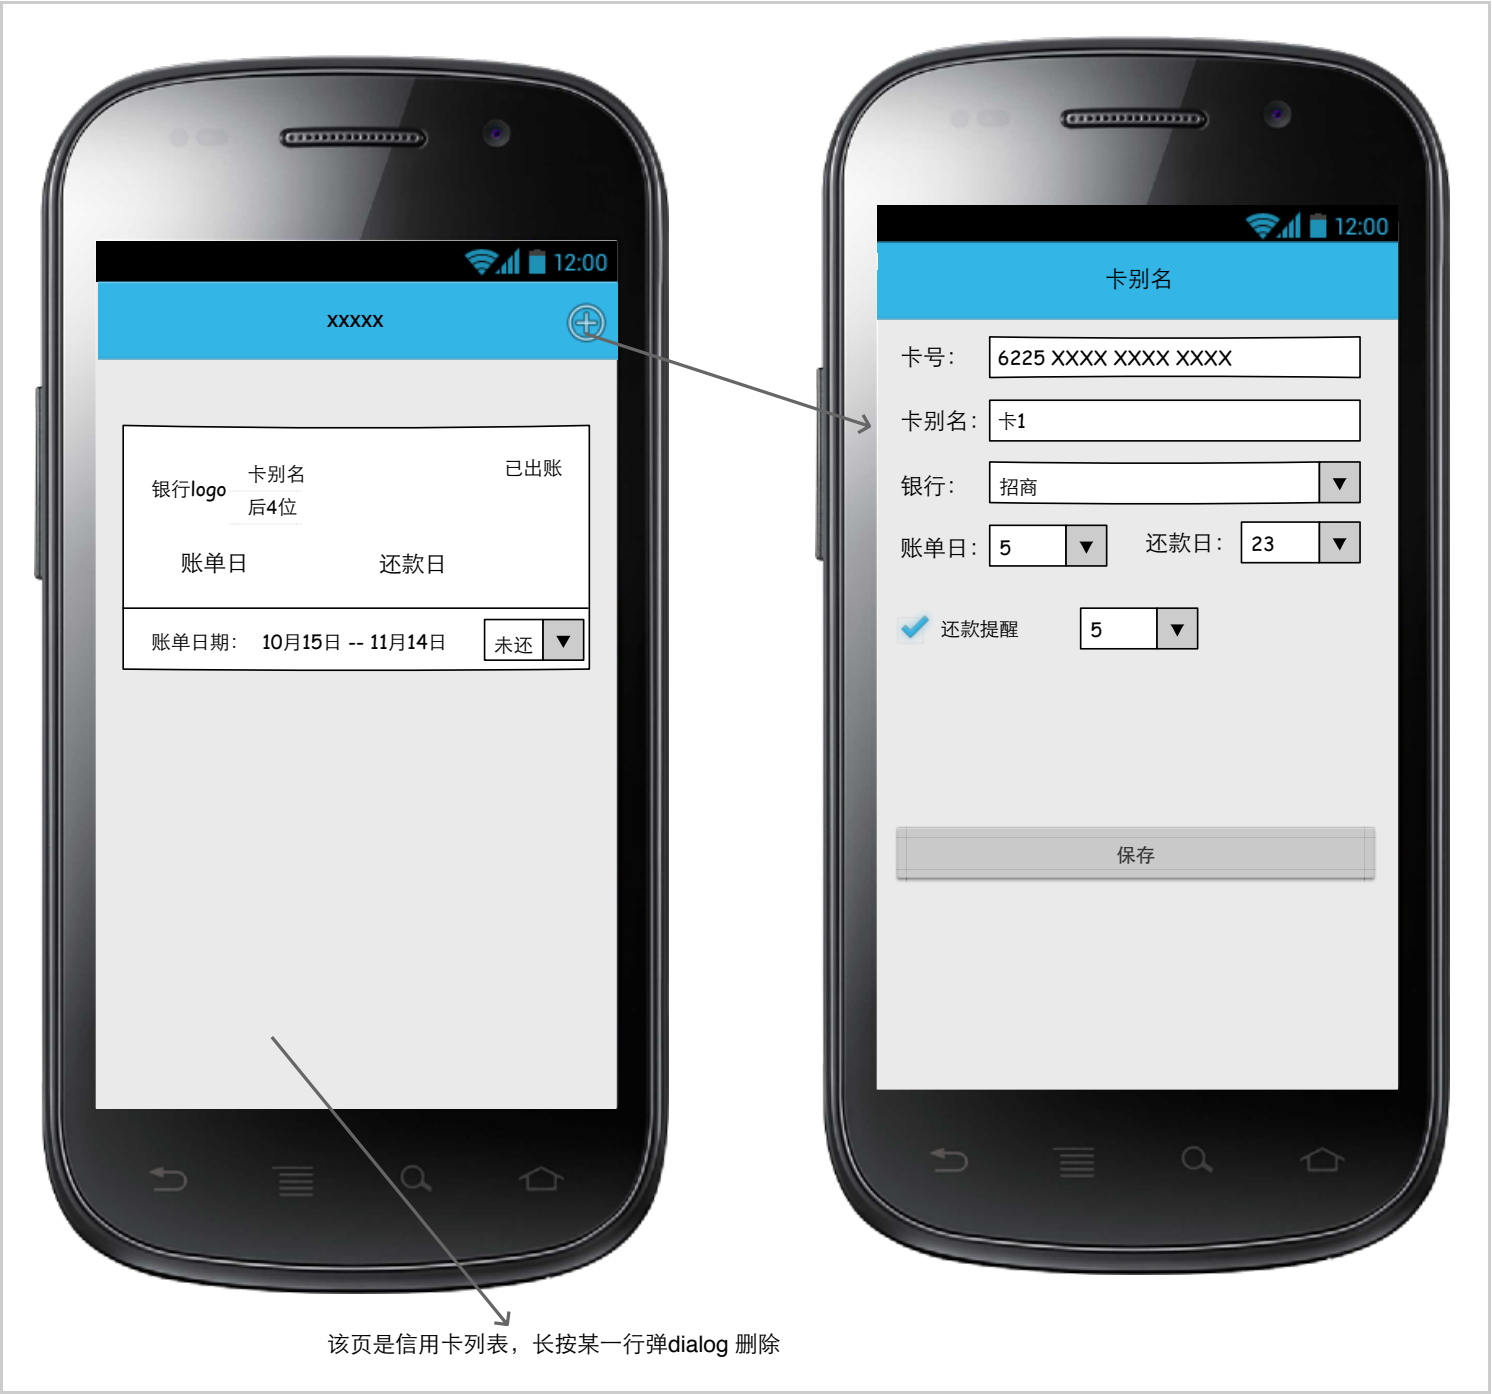 12:00
xxxxx
银行logo
卡别名
后4位
已出账
账单日
还款日
账单日期：
10月15日 -- 11月14日
未还
12:00
卡别名
卡号：
6225 XXXX XXXX XXXX
卡别名：
卡1
银行：
招商
账单日：
5
还款日：
23
还款提醒
5
保存
该页是信用卡列表，长按某一行弹dialog 删除